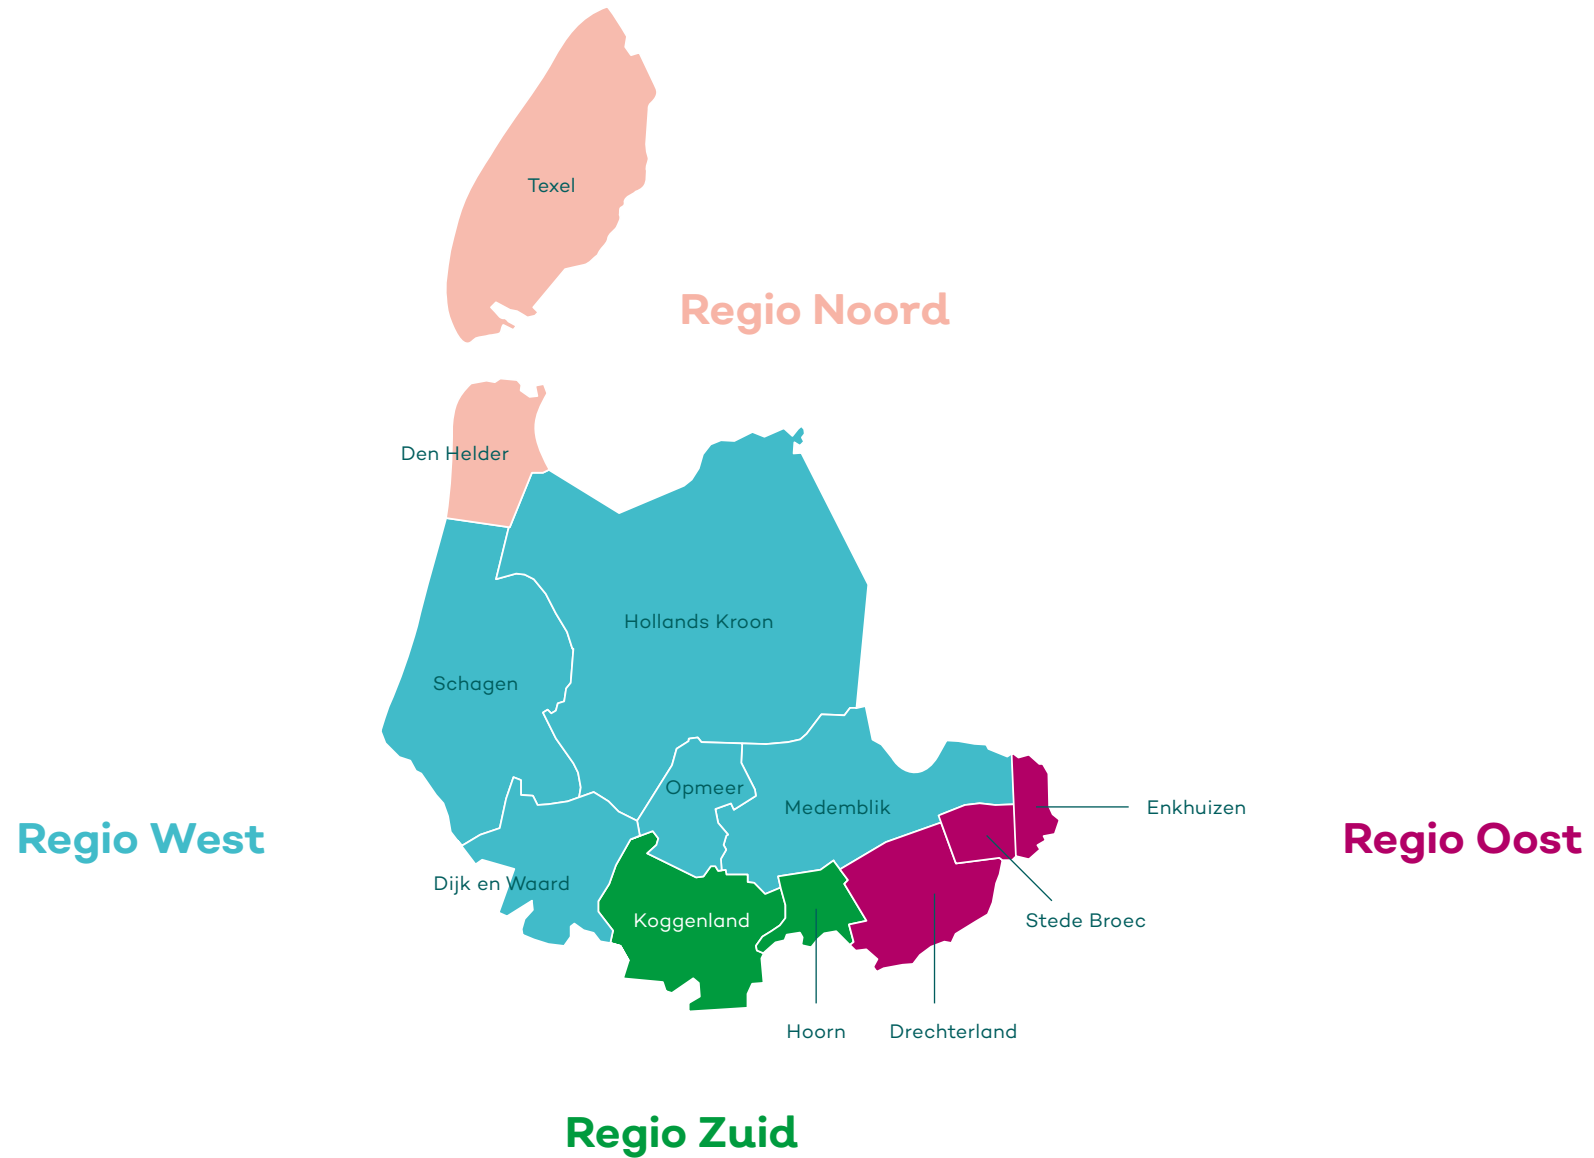 Texel
Regio Noord
Den Helder
Hollands Kroon
Schagen
Opmeer
Medemblik
Enkhuizen
Regio West
Regio Oost
Dijk en Waard
Koggenland
Stede Broec
Hoorn
Drechterland
Regio Zuid